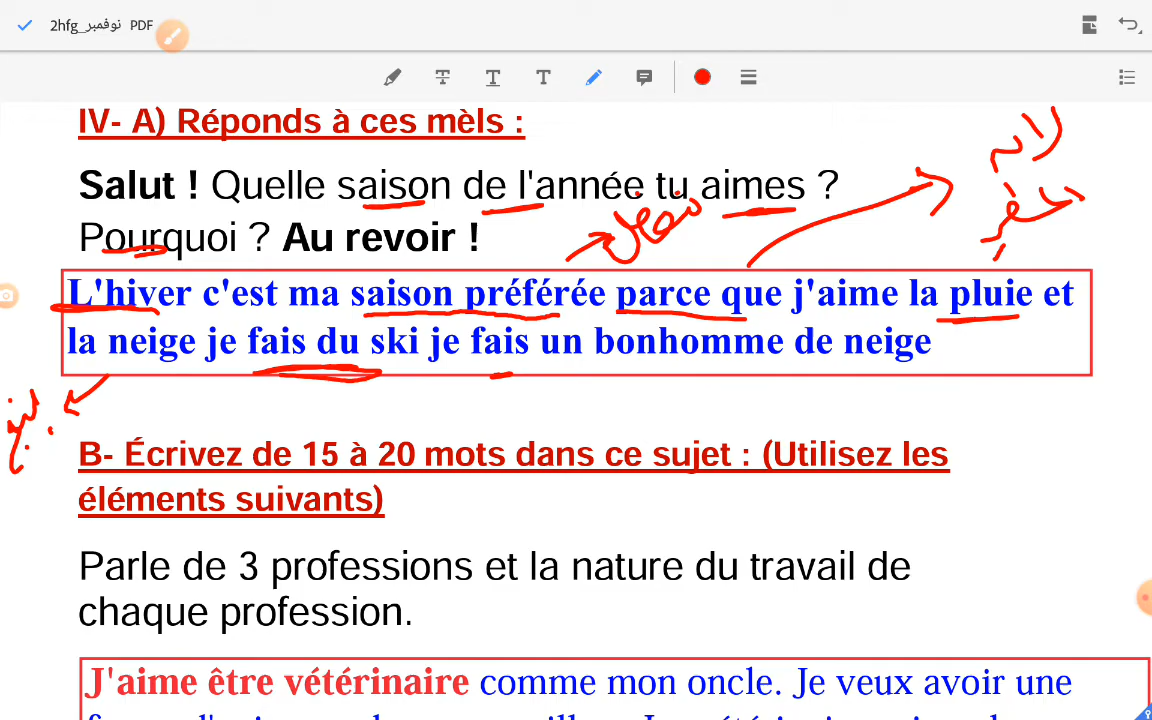 2hfg_نوفمبر PDF
IV- A) Réponds à ces mèls :
Salut ! Quelle saison de l'année tu aimes ?
Pourquoi ? Au revoir !
L'hiver c'est ma saison préférée parce que j'aime la pluie et
la neige je fais du ski je fais un bonhomme de neige
B- Écrivez de 15 à 20 mots dans ce sujet : (Utilisez les
éléments suivants)
Parle de 3 professions et la nature du travail de
chaque profession.
J'aime être vétérinaire comme mon oncle. Je veux avoir une